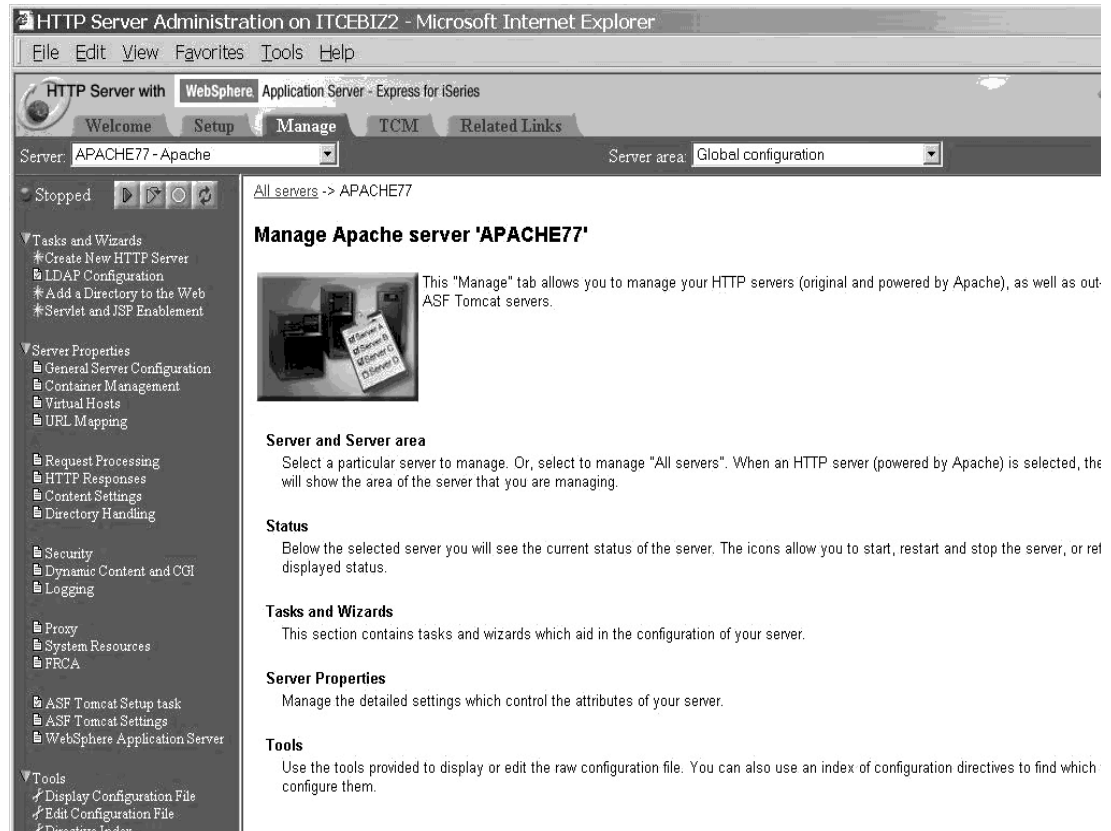 HTTP Server Administration on ITCEBIZ2 - Microsoft Internet Explorer
File Edit View Favorites Tools Help
HTTP Server with WebSphere. Application Server - Express for iSeries
Welcome Setup Manage TCM Related Links
Server: APACHE77 - Apache Server area: Global configuration
Stopped
Tasks and Wizards
Create New HTTP Server
LDAP Configuration
Add a Directory to the Web
Servlet and JSP Enablement
Server Properties
General Server Configuration
Container Management
Virtual Hosts
URL Mapping
Request Processing
HTTP Responses
Content Settings
Directory Handling
Security
Dynamic Content and CGI
Logging
Proxy
System Resources
FRCA
ASF Tomcat Setup task
ASF Tomcat Settings
WebSphere Application Server
Tools
Display Configuration File
Edit Configuration File
Directive Index
All servers -> APACHE77
Manage Apache server 'APACHE77'
Server A
Server B
Server C
Server D
This "Manage" tab allows you to manage your HTTP servers (original and powered by Apache), as well as out-
ASF Tomcat servers.
Server and Server area
Select a particular server to manage. Or, select to manage "All servers". When an HTTP server (powered by Apache) is selected, the
will show the area of the server that you are managing.
Status
Below the selected server you will see the current status of the server. The icons allow you to start, restart and stop the server, or ref
displayed status.
Tasks and Wizards
This section contains tasks and wizards which aid in the configuration of your server.
Server Properties
Manage the detailed settings which control the attributes of your server.
Tools
Use the tools provided to display or edit the raw configuration file. You can also use an index of configuration directives to find which
configure them.